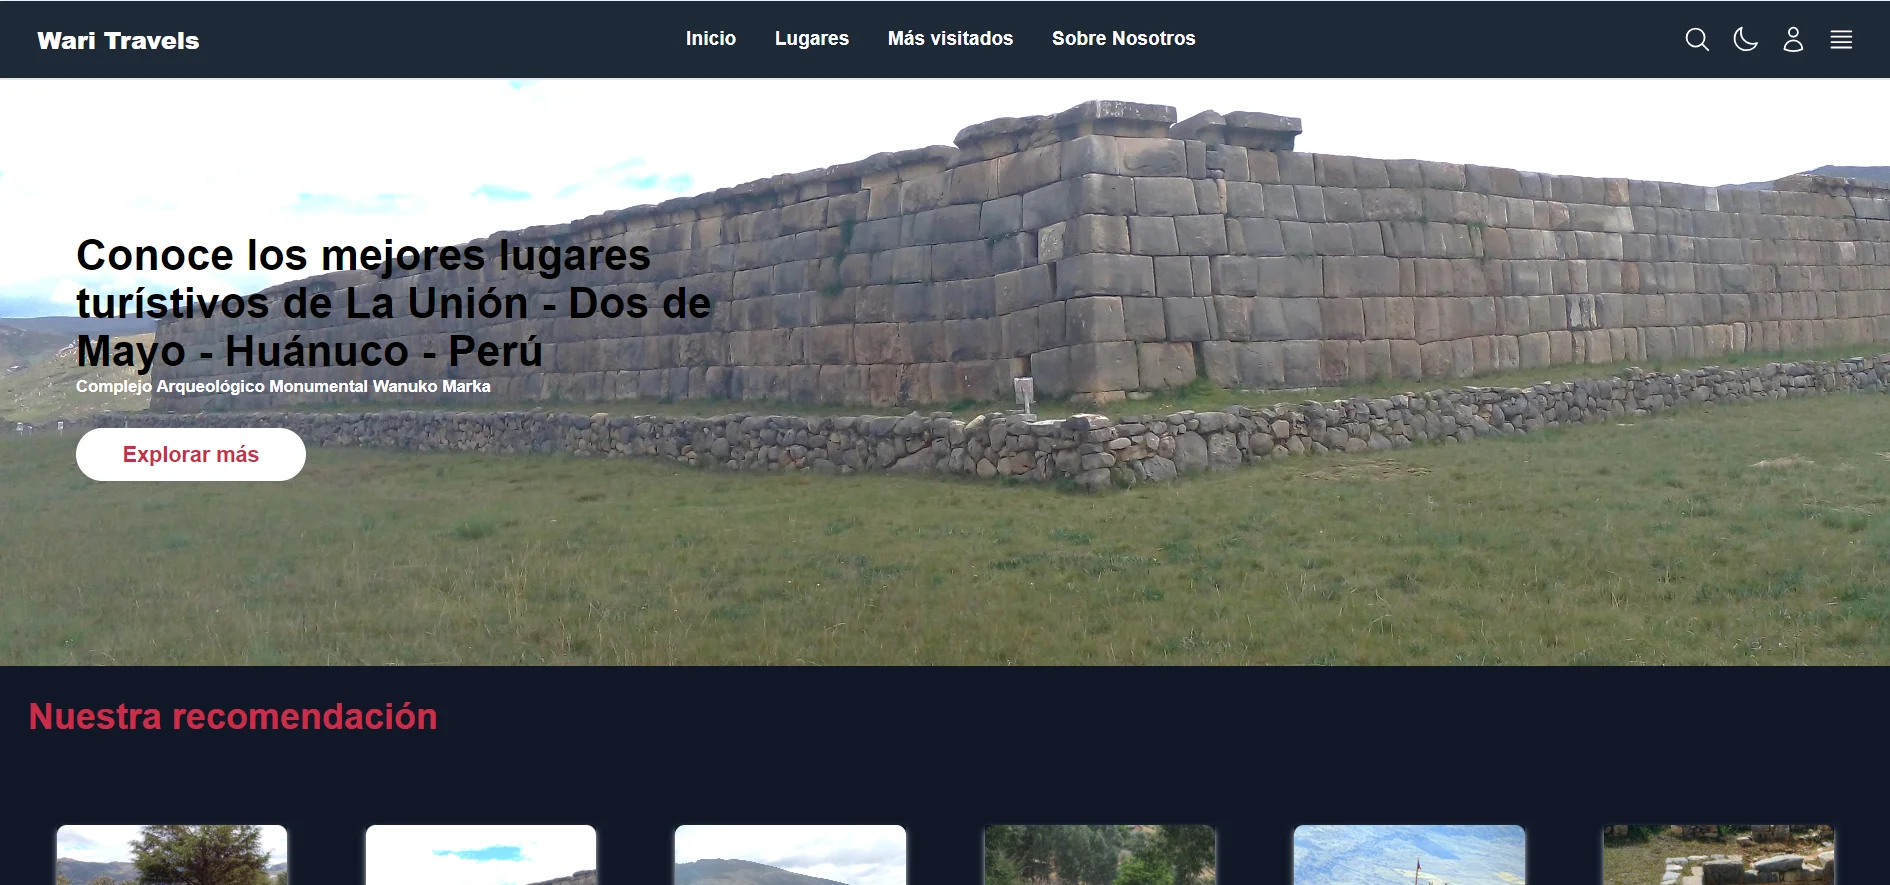 Wari Travels
Inicio
Lugares
Más visitados
Sobre Nosotros
Conoce los mejores lugares
turístivos de La Unión - Dos de
Mayo - Huánuco - Perú
Complejo Arqueológico Monumental Wanuko Marka
Explorar más
Nuestra recomendación